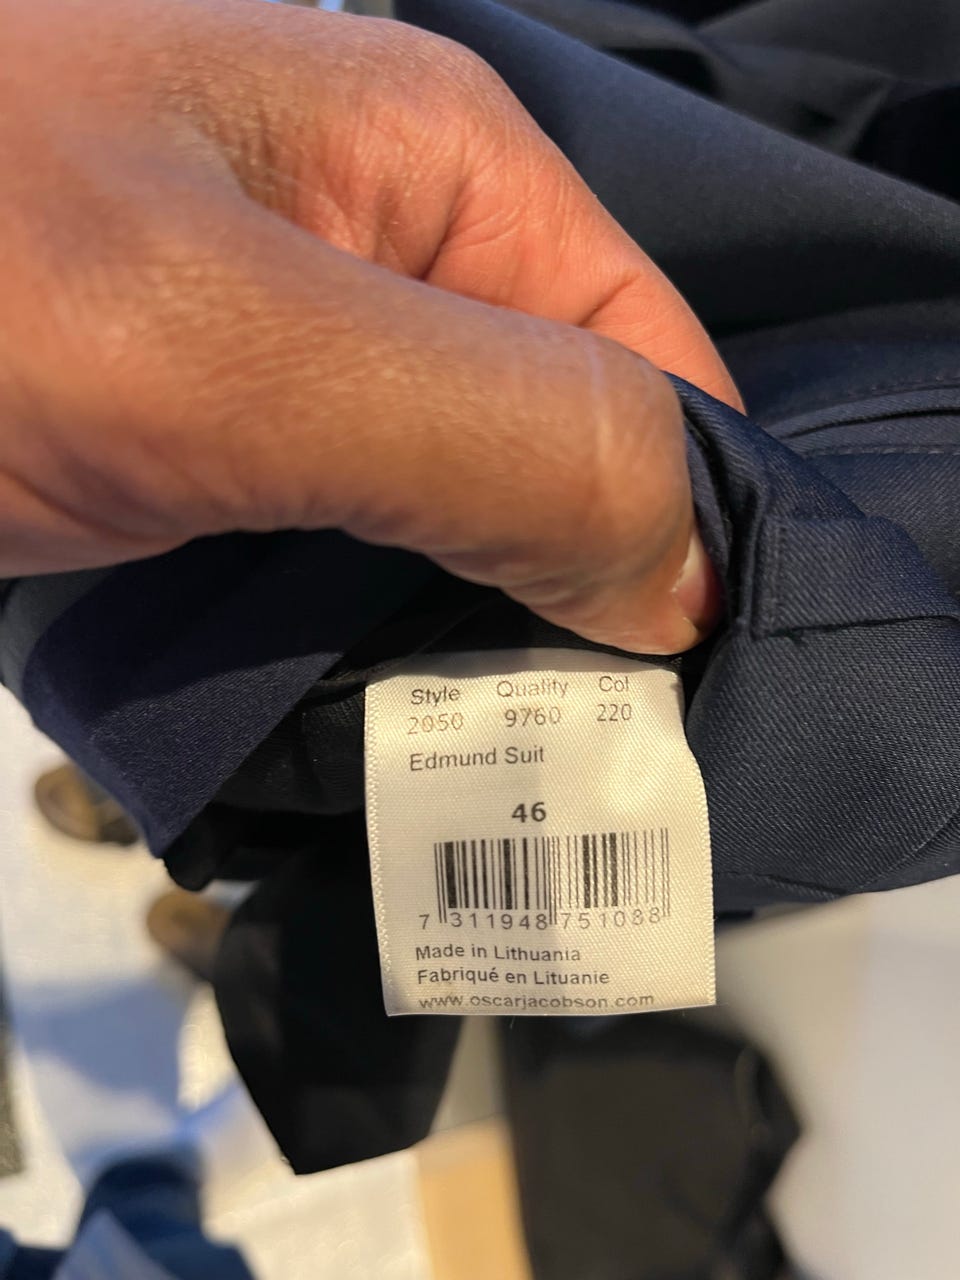 Style Quality Col
2050 9760 220
Edmund Suit
46
7 311948 751088
Made in Lithuania
Fabriqué en Lituanie
www.oscarjacobson.com